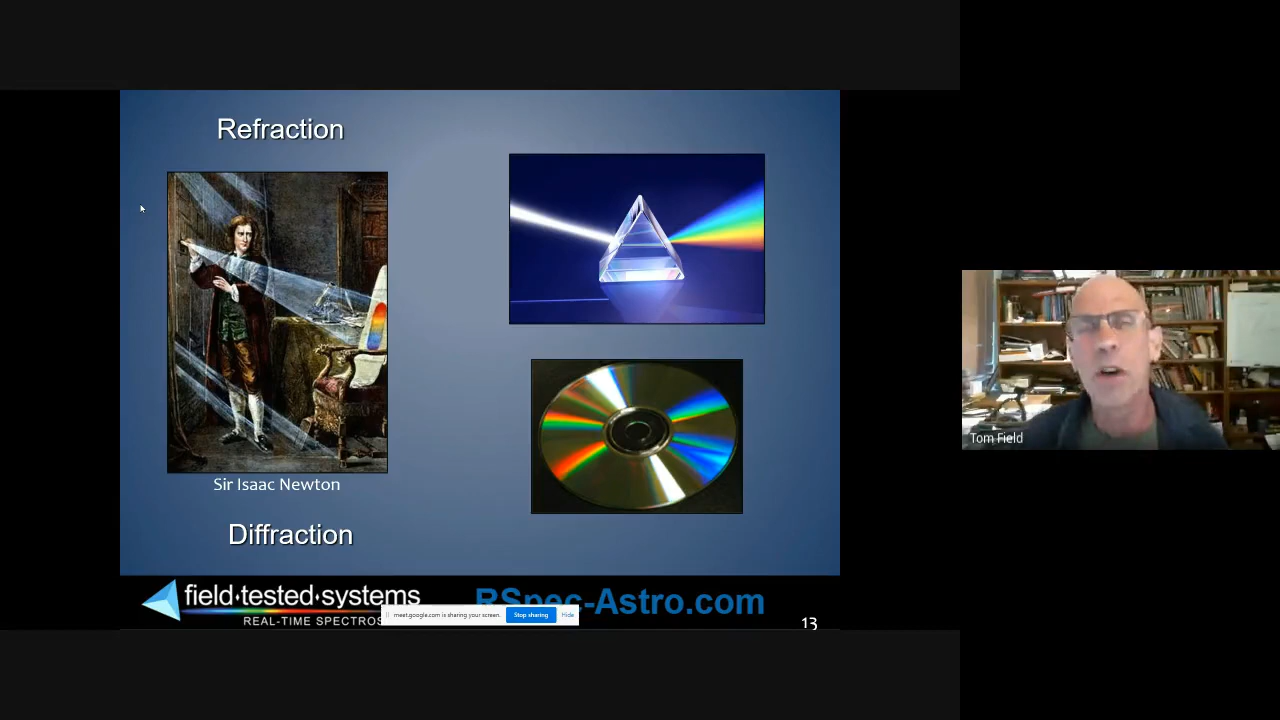 Refraction
Sir Isaac Newton
Diffraction
field·tested·systems
REAL-TIME SPECTROS
RSpec-Astro.com
meet.google.com is sharing your screen.
Stop sharing
Hide
13
Tom Field